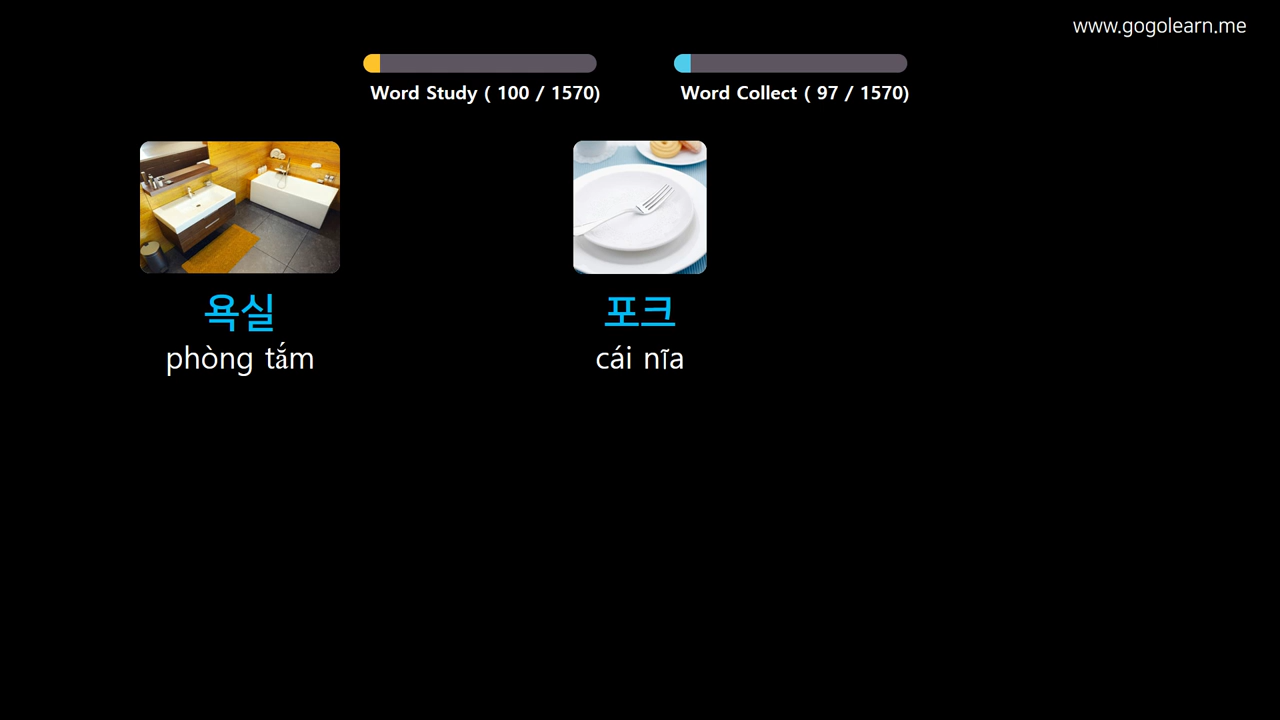 www.gogolearn.me
Word Study ( 100 / 1570)
Word Collect ( 97 / 1570)
욕실
phòng tắm
포크
cái nĩa